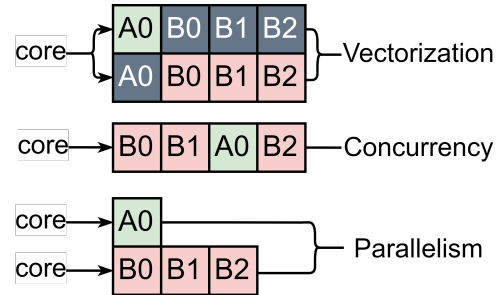 A0 B0 B1 B2
core Vectorization
A0 B0 B1 B2
core B0 B1 A0 B2 Concurrency
core A0
Parallelism
core B0 B1 B2